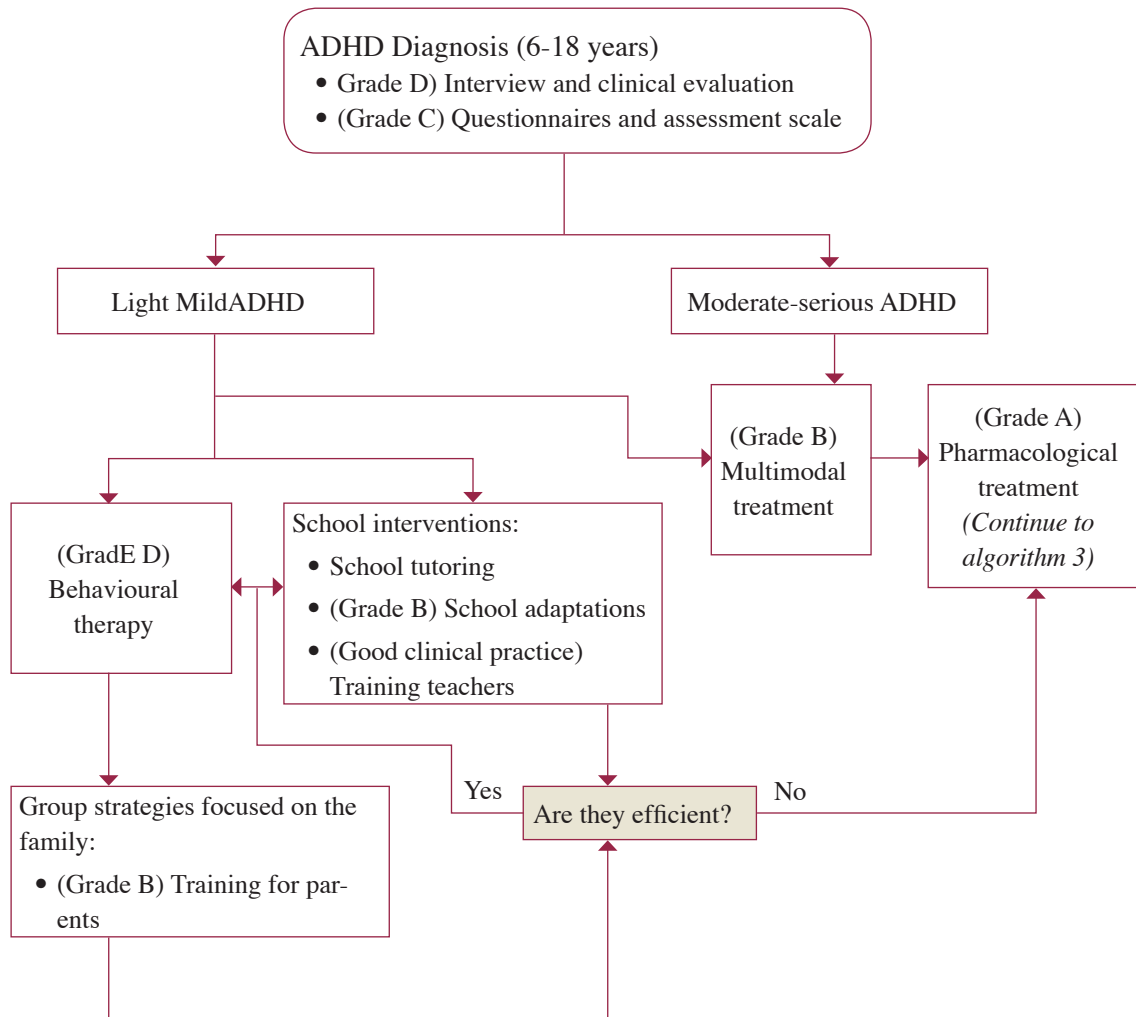 ADHD Diagnosis (6-18 years)
• Grade D) Interview and clinical evaluation
• (Grade C) Questionnaires and assessment scale
Light MildADHD
Moderate-serious ADHD
(Grade B)
Multimodal
treatment
(Grade A)
Pharmacological
treatment
(Continue to
algorithm 3)
(GradE D)
Behavioural
therapy
School interventions:
• School tutoring
• (Grade B) School adaptations
• (Good clinical practice)
Training teachers
Yes
Are they efficient?
No
Group strategies focused on the
family:
• (Grade B) Training for par-
ents